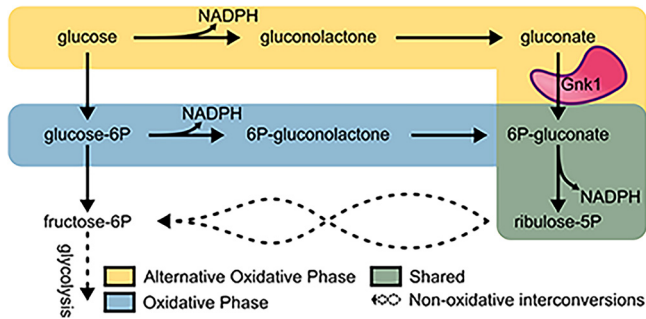 NADPH
glucose
gluconolactone
gluconate
Gnk1
NADPH
glucose-6P
6P-gluconolactone
6P-gluconate
NADPH
fructose-6P
ribulose-5P
glycolysis
Alternative Oxidative Phase
Shared
Oxidative Phase
Non-oxidative interconversions